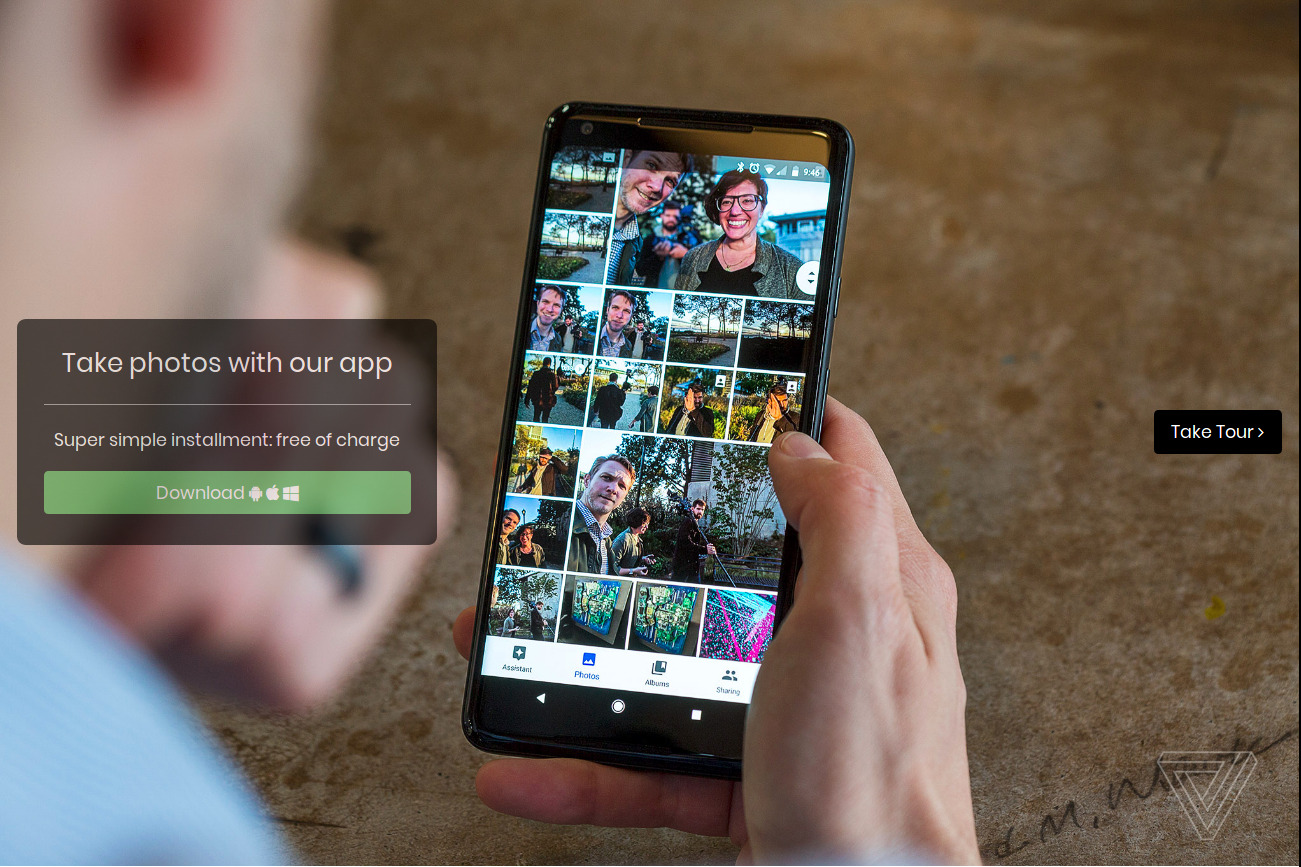 9:46
Take photos with our app
Super simple installment: free of charge
Download
Take Tour >
Assistant
Photos
Albums
Sharing